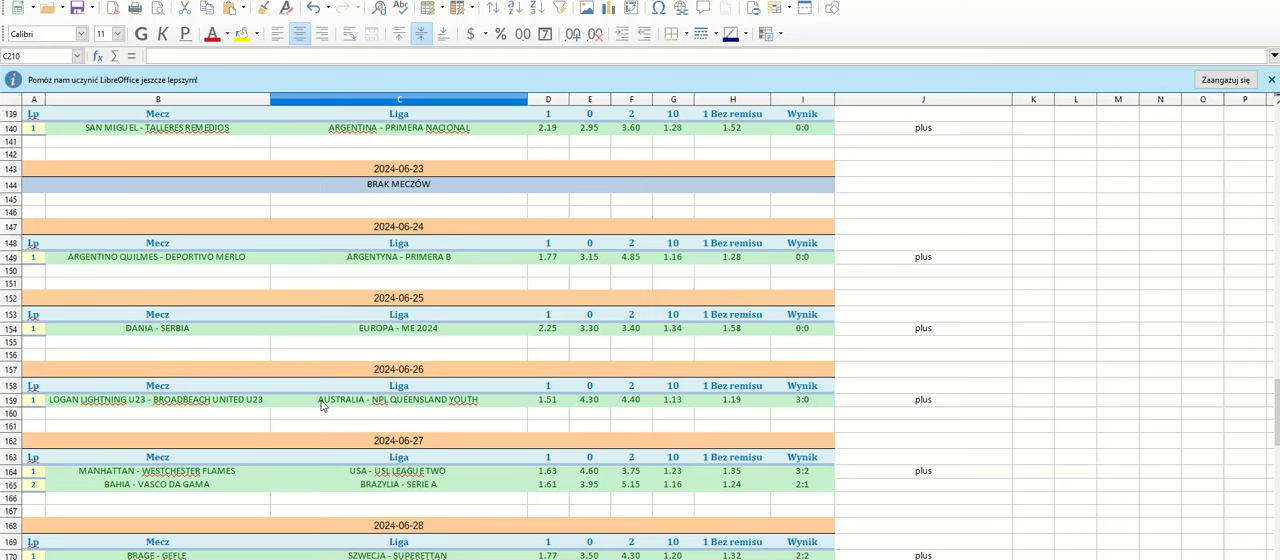 Calibri 11 G K P A $ % 0,0 7
C210 fx Σ =
Pomóż nam uczynić LibreOffice jeszcze lepszym! Zaangażuj się
A B C D E F G H I J K L M N O P
139 Lp Mecz Liga 1 0 2 10 1 Bez remisu Wynik
140 1 SAN MIGUEL - TALLERES REMEDIOS ARGENTINA - PRIMERA NACIONAL 2.19 2.95 3.60 1.28 1.52 0:0 plus
141
142
143 2024-06-23
144 BRAK MECZÓW
145
146
147 2024-06-24
148 Lp Mecz Liga 1 0 2 10 1 Bez remisu Wynik
149 1 ARGENTINO QUILMES - DEPORTIVO MERLO ARGENTYNA - PRIMERA B 1.77 3.15 4.85 1.16 1.28 0:0 plus
150
151
152 2024-06-25
153 Lp Mecz Liga 1 0 2 10 1 Bez remisu Wynik
154 1 DANIA - SERBIA EUROPA - ME 2024 2.25 3.30 3.40 1.34 1.58 0:0 plus
155
156
157 2024-06-26
158 Lp Mecz Liga 1 0 2 10 1 Bez remisu Wynik
159 1 LOGAN LIGHTNING U23 - BROADBEACH UNITED U23 AUSTRALIA - NPL QUEENSLAND YOUTH 1.51 4.30 4.40 1.13 1.19 3:0 plus
160
161
162 2024-06-27
163 Lp Mecz Liga 1 0 2 10 1 Bez remisu Wynik
164 1 MANHATTAN - WESTCHESTER FLAMES USA - USL LEAGUE TWO 1.63 4.60 3.75 1.23 1.35 3:2 plus
165 2 BAHIA - VASCO DA GAMA BRAZYLIA - SERIE A 1.61 3.95 5.15 1.16 1.24 2:1
166
167
168 2024-06-28
169 Lp Mecz Liga 1 0 2 10 1 Bez remisu Wynik
170 1 BRAGE - GEFLE SZWECJA - SUPERETTAN 1.77 3.50 4.30 1.20 1.32 2:2 plus